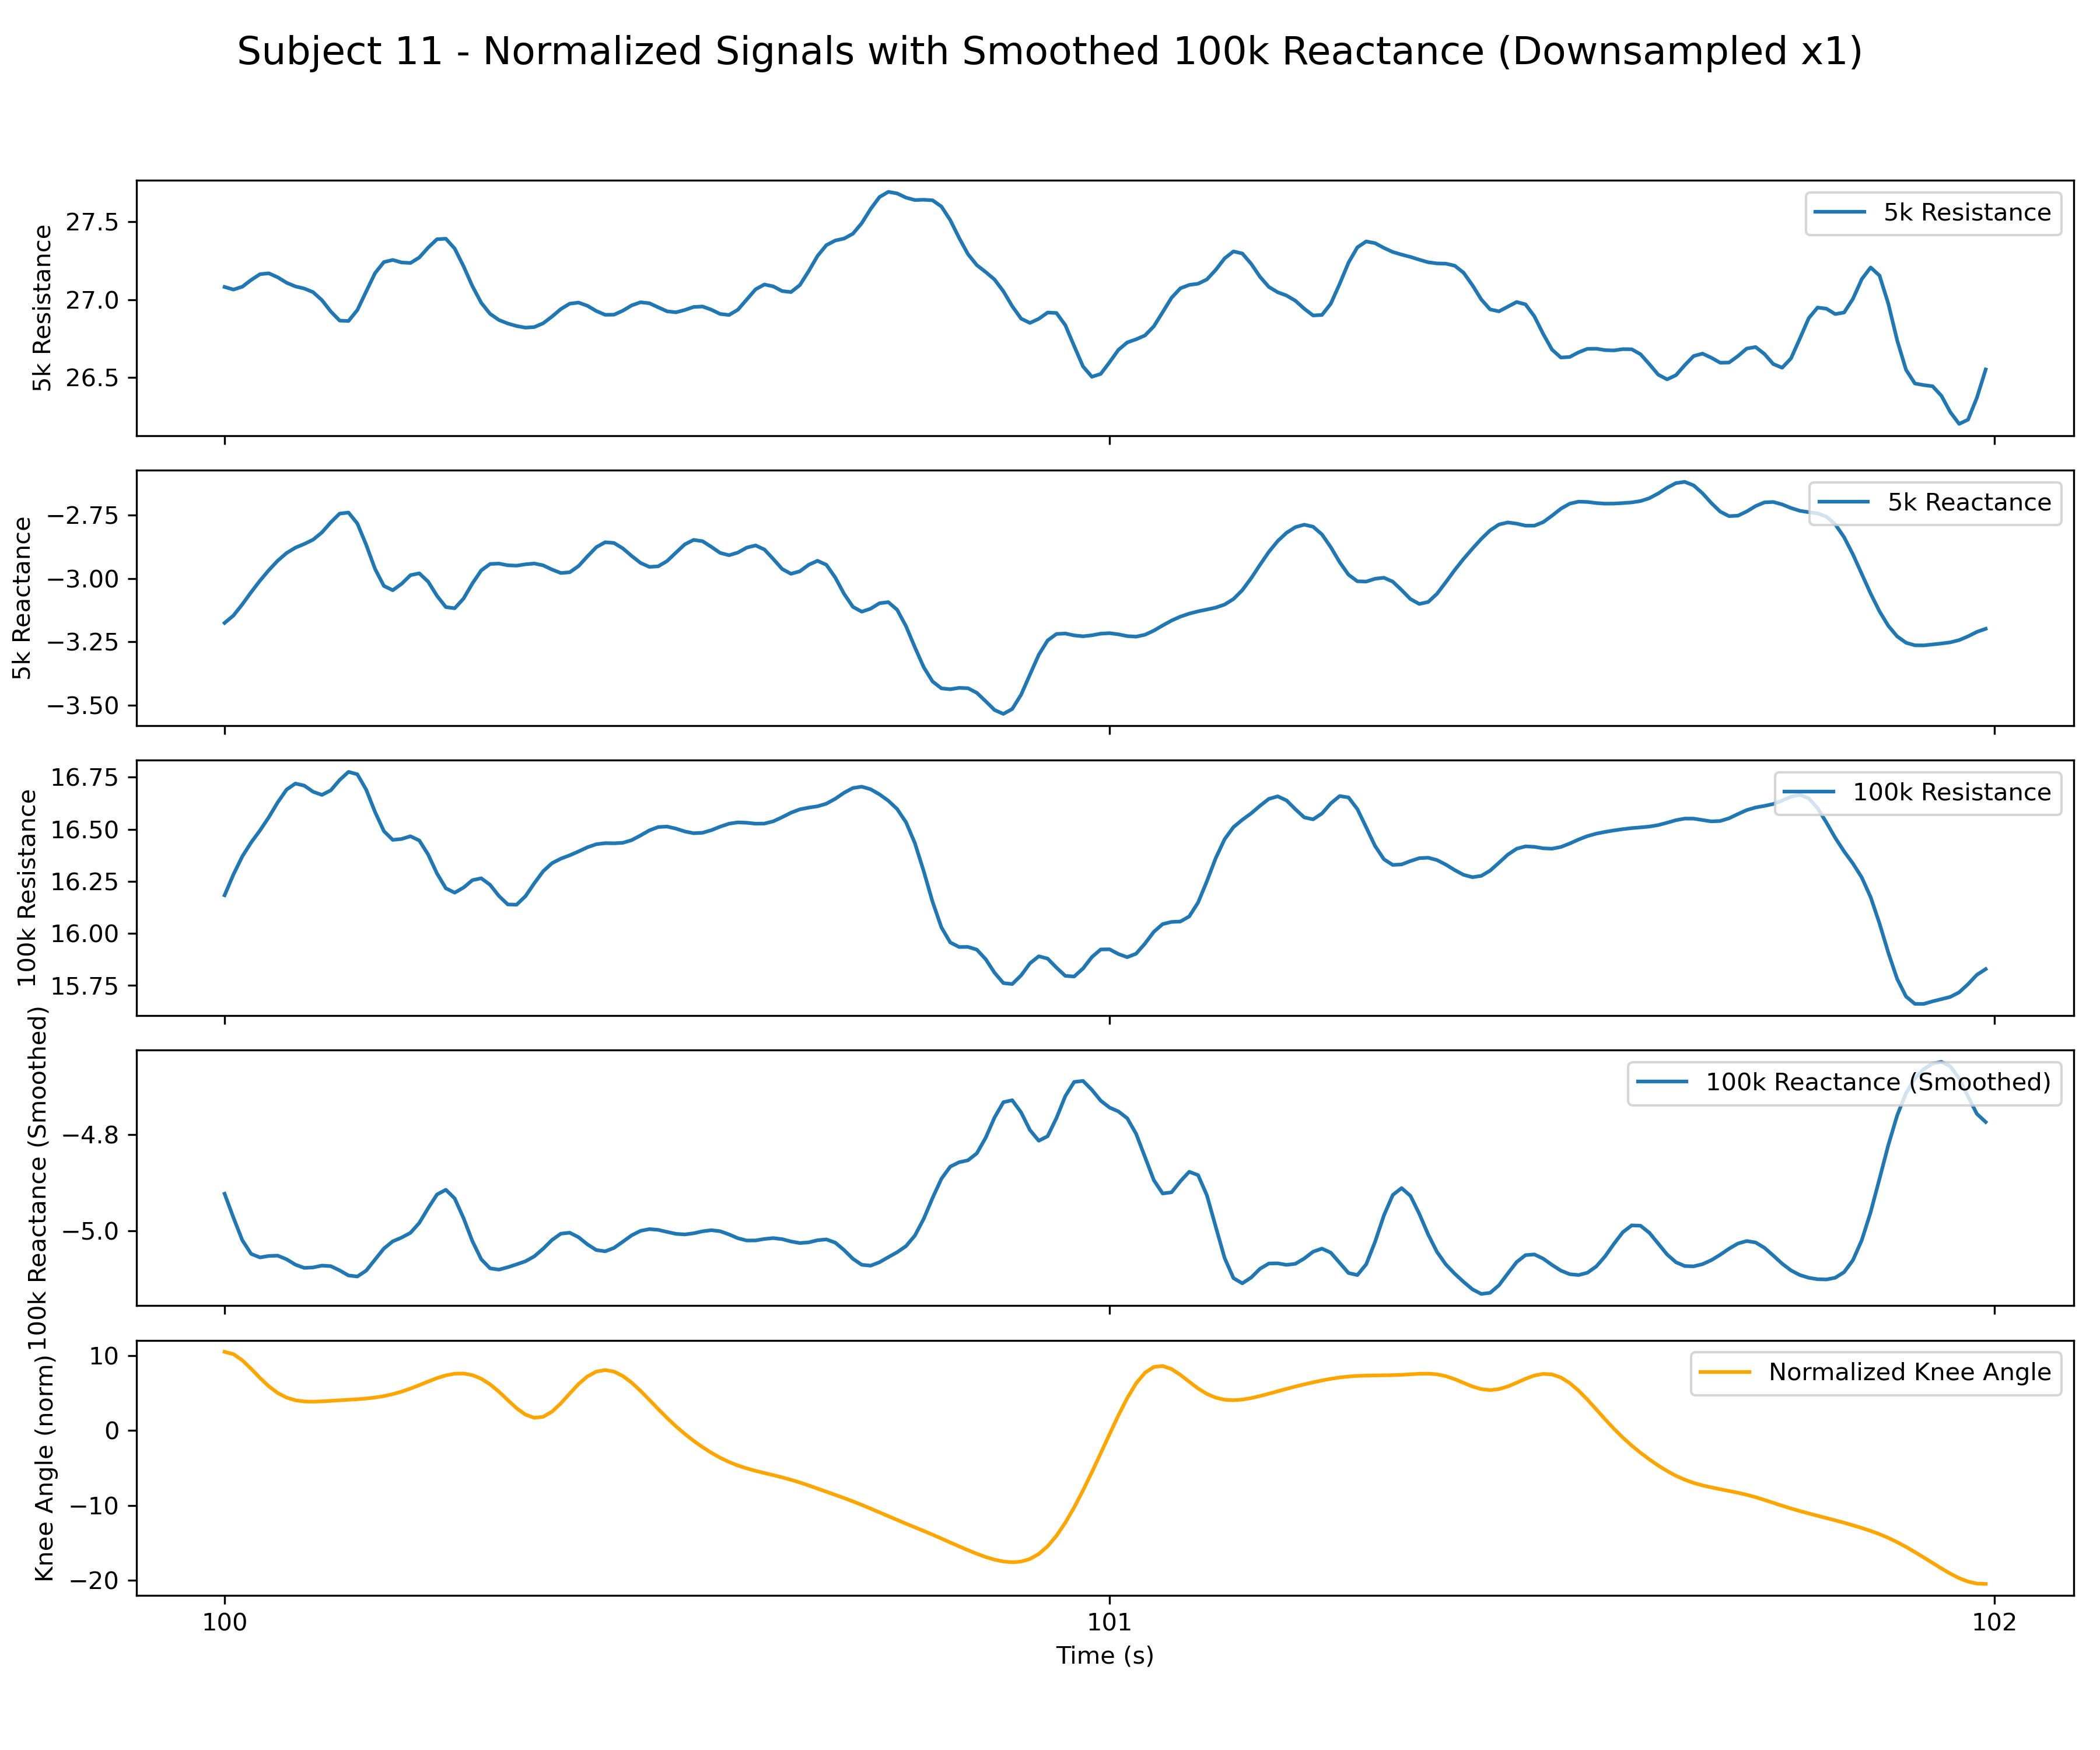 Subject 11 - Normalized Signals with Smoothed 100k Reactance (Downsampled x1)
5k Resistance
27.5
27.0
26.5
5k Resistance
5k Reactance
−2.75
−3.00
−3.25
−3.50
5k Reactance
100k Resistance
16.75
16.50
16.25
16.00
15.75
100k Resistance
100k Reactance (Smoothed)
−4.8
−5.0
100k Reactance (Smoothed)
Knee Angle (norm)
10
0
−10
−20
Normalized Knee Angle
100
101
102
Time (s)